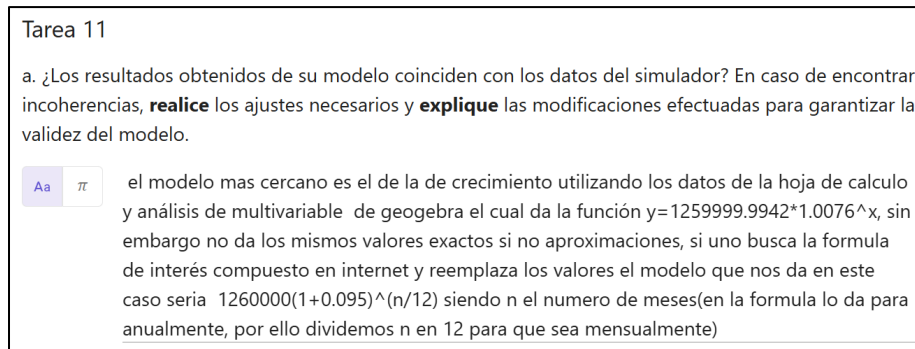 Tarea 11
a. ¿Los resultados obtenidos de su modelo coinciden con los datos del simulador? En caso de encontrar
incoherencias, realice los ajustes necesarios y explique las modificaciones efectuadas para garantizar la
validez del modelo.
Aa π el modelo mas cercano es el de la de crecimiento utilizando los datos de la hoja de calculo
y análisis de multivariable de geogebra el cual da la función y=1259999.9942*1.0076^x, sin
embargo no da los mismos valores exactos si no aproximaciones, si uno busca la formula
de interés compuesto en internet y reemplaza los valores el modelo que nos da en este
caso seria 1260000(1+0.095)^(n/12) siendo n el numero de meses(en la formula lo da para
anualmente, por ello dividemos n en 12 para que sea mensualmente)